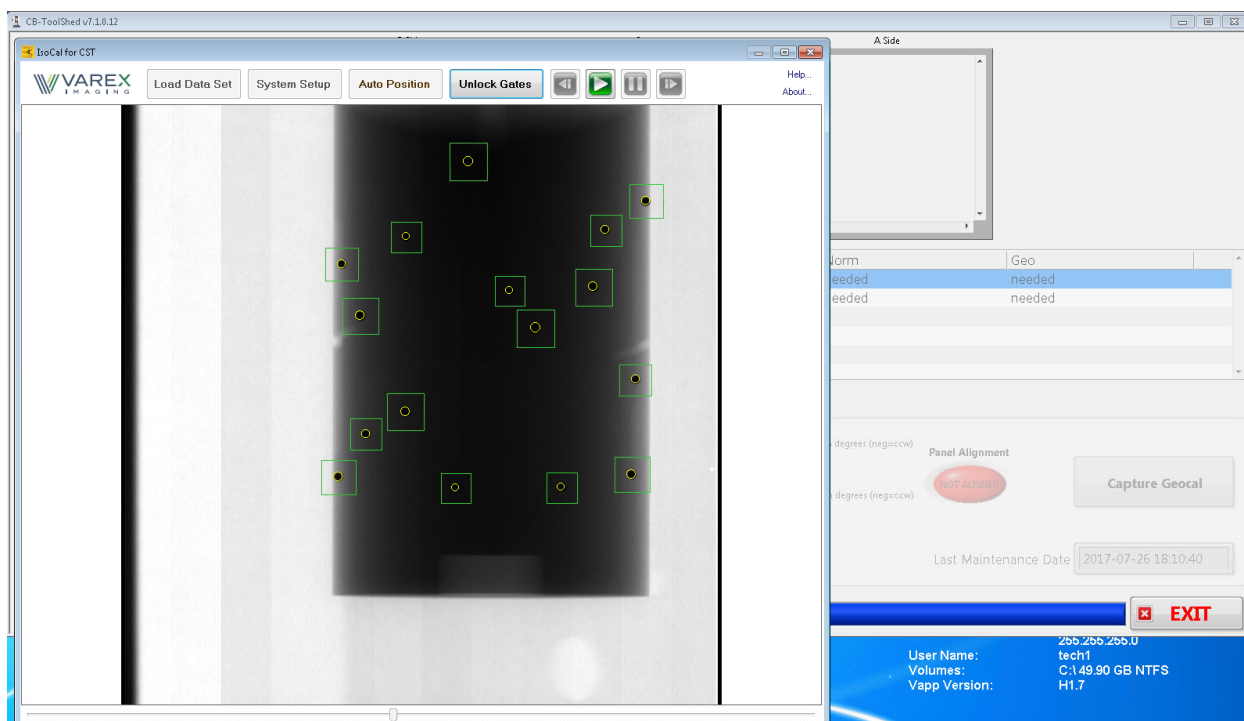 CB-ToolShed v7.1.0.12
A Side
IsoCal for CST
VAREX
IMAGING
Load Data Set
System Setup
Auto Position
Unlock Gates
Help...
About...
Norm Geo
needed needed
needed needed
degrees (neg=ccw)
Panel Alignment
NOT ALIGNED
Capture Geocal
degrees (neg=ccw)
Last Maintenance Date 2017-07-26 18:10:40
EXIT
255.255.255.0
User Name: tech1
Volumes: C:\ 49.90 GB NTFS
Vapp Version: H1.7